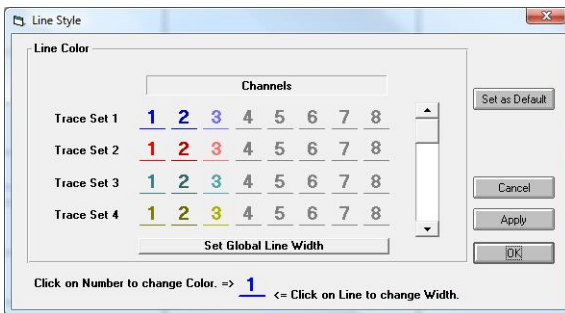 Line Style
Line Color
Channels
Set as Default
Trace Set 1 1 2 3 4 5 6 7 8
Trace Set 2 1 2 3 4 5 6 7 8
Trace Set 3 1 2 3 4 5 6 7 8
Cancel
Trace Set 4 1 2 3 4 5 6 7 8
Apply
Set Global Line Width
OK
Click on Number to change Color. => 1 <= Click on Line to change Width.